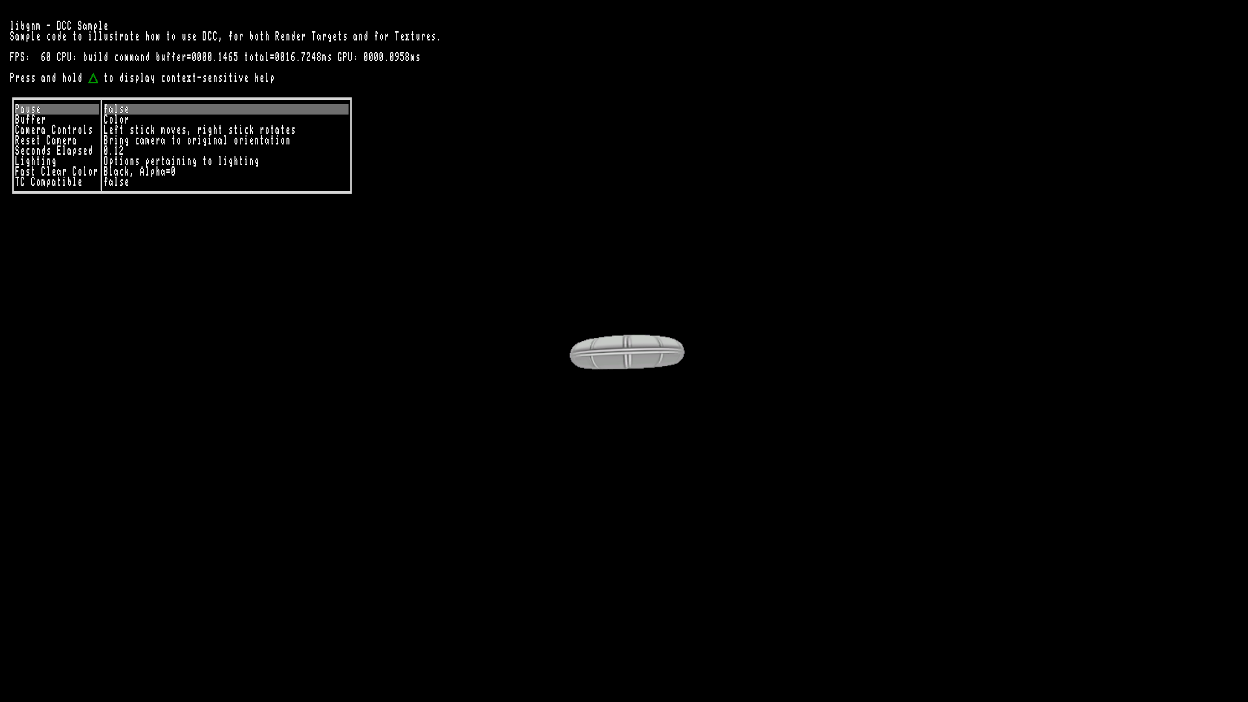 libgnm - DCC Sample
Sample code to illustrate how to use DCC, for both Render Targets and for Textures.
FPS: 60 CPU: build command buffer=0000.1465 total=0016.7248ms GPU: 0000.0958ms
Press and hold △ to display context-sensitive help
Pause false
Buffer Color
Camera Controls Left stick moves, right stick rotates
Reset Camera Bring camera to original orientation
Seconds Elapsed 0.12
Lighting Options pertaining to lighting
Fast Clear Color Black, Alpha=0
TC Compatible false